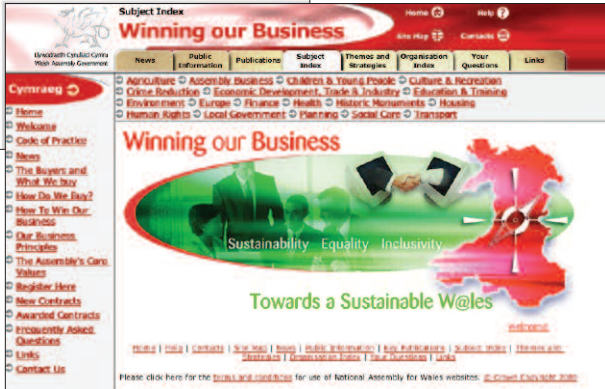 Subject Index
Winning our Business
Home
Help
Site Map
Contacts
Llywodraeth Cynulliad Cymru
Welsh Assembly Government
News
Public Information
Publications
Subject Index
Themes and Strategies
Organisation Index
Your Questions
Links
Cymraeg
Agriculture Assembly Business Children & Young People Culture & Recreation
Crime Reduction Economic Development, Trade & Industry Education & Training
Environment Europe Finance Health Historic Monuments Housing
Human Rights Local Government Planning Social Care Transport
Home
Welcome
Code of Practice
News
The Buyers and
What We buy
How Do We Buy?
How To Win Our
Business
Our Business
Principles
The Assembly's Core
Values
Register Here
New Contracts
Awarded Contracts
Frequently Asked
Questions
Links
Contact Us
Winning our Business
Sustainability Equality Inclusivity
Towards a Sustainable W@les
Welcome
Home | Help | Contacts | Site Map | News | Public Information | Key Publications | Subject Index | Themes and
Strategies | Organisation Index | Your Questions | Links
Please click here for the terms and conditions for use of National Assembly for Wales websites. © Crown Copyright